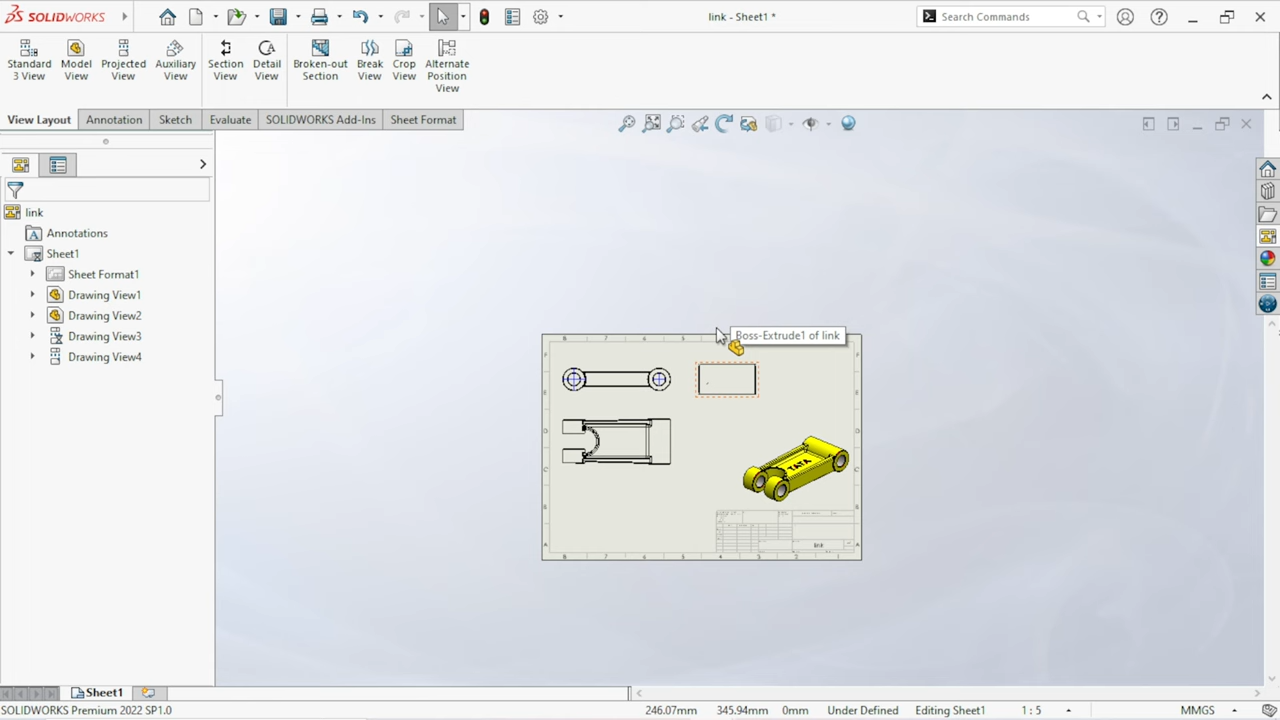 SOLIDWORKS
link - Sheet1 *
Search Commands
Standard 3 View
Model View
Projected View
Auxiliary View
Section View
Detail View
Broken-out Section
Break View
Crop View
Alternate Position View
View Layout
Annotation
Sketch
Evaluate
SOLIDWORKS Add-Ins
Sheet Format
link
Annotations
Sheet1
Sheet Format1
Drawing View1
Drawing View2
Drawing View3
Drawing View4
Boss-Extrude1 of link
TATA
link
Sheet1
SOLIDWORKS Premium 2022 SP1.0
246.07mm
345.94mm
0mm
Under Defined
Editing Sheet1
1 : 5
MMGS